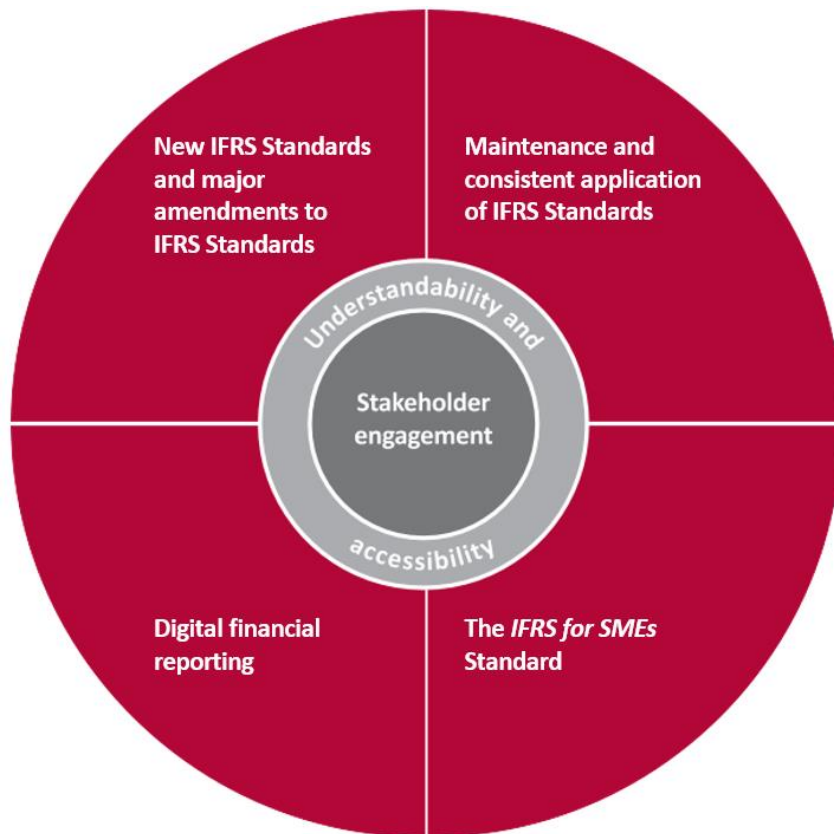 New IFRS Standards
and major
amendments to
IFRS Standards
Maintenance and
consistent application
of IFRS Standards
Understandability and
accessibility
Stakeholder
engagement
Digital financial
reporting
The IFRS for SMEs
Standard